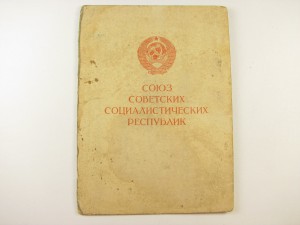 СОЮЗ
СОВЕТСКИХ
СОЦИАЛИСТИЧЕСКИХ
РЕСПУБЛИК